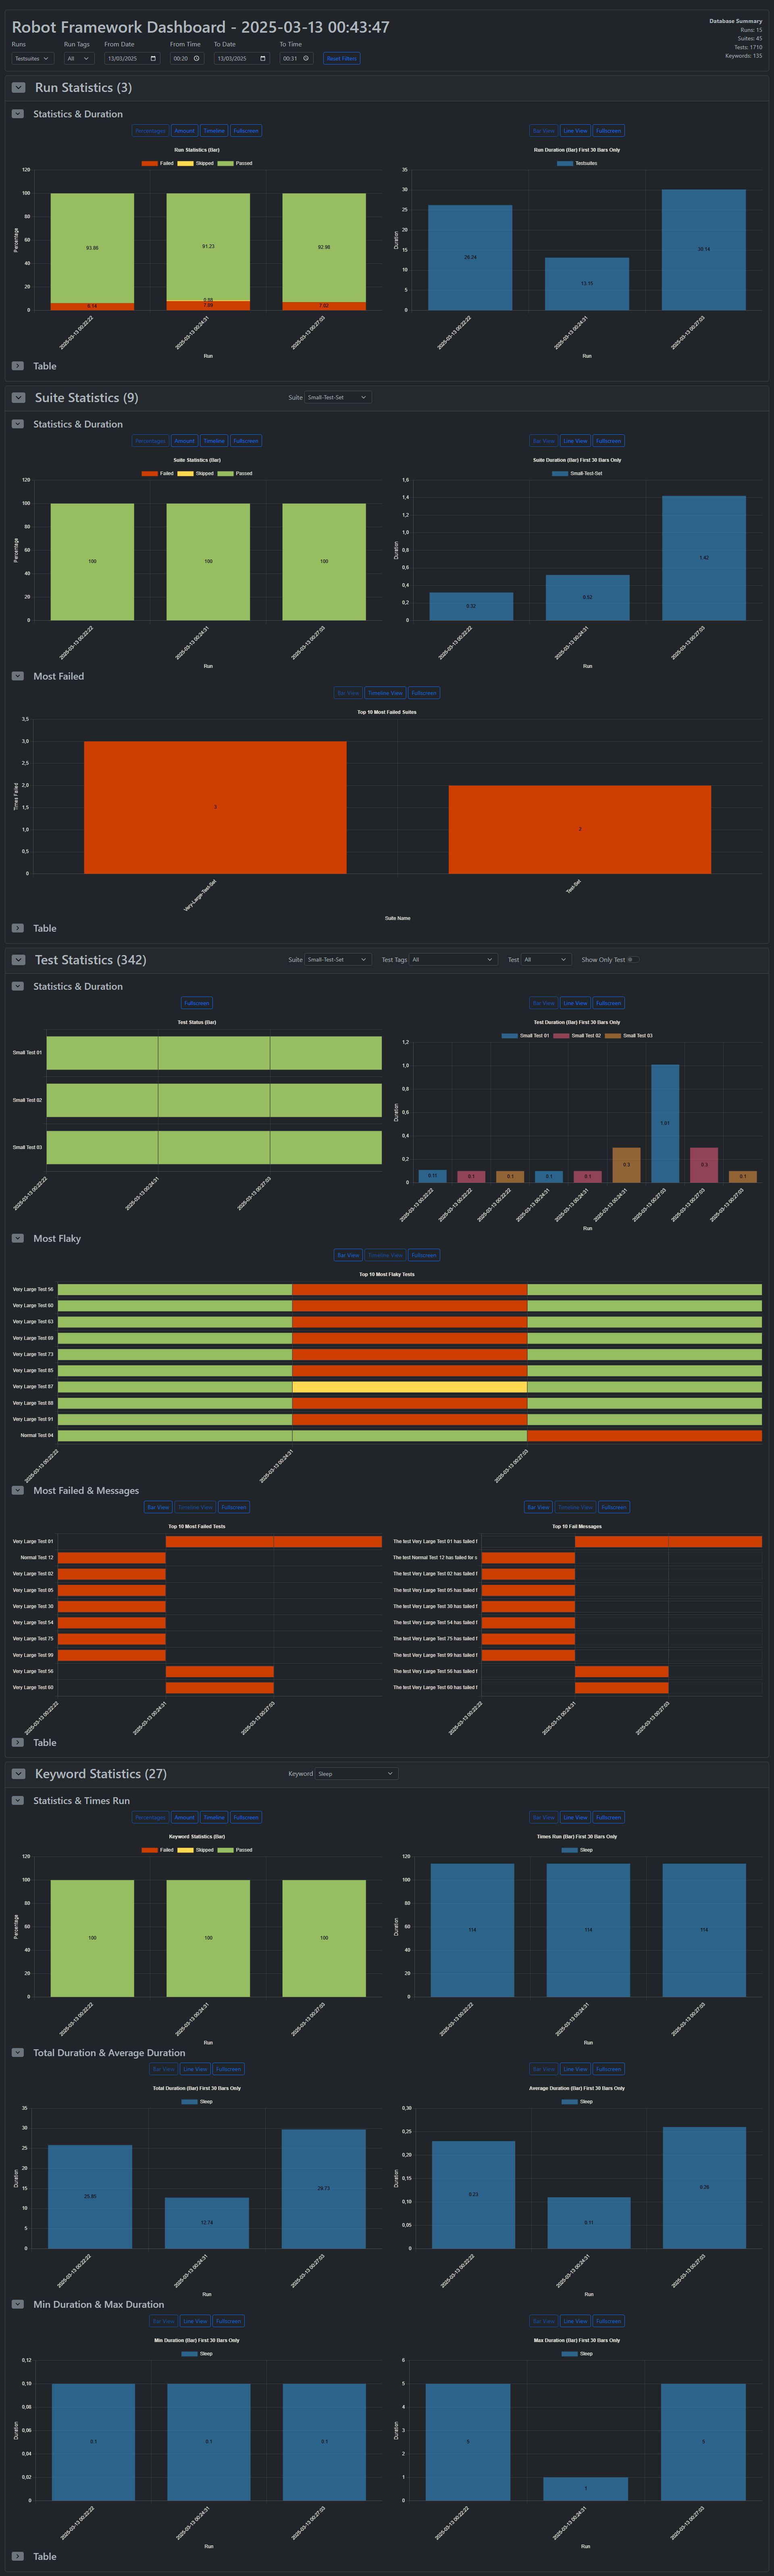 Robot Framework Dashboard - 2025-03-13 00:43:47
Database Summary
Runs: 15
Suites: 45
Tests: 1710
Keywords: 135
Runs Run Tags From Date From Time To Date To Time
Testsuites All 13/03/2025 00:20 13/03/2025 00:31 Reset Filters
Run Statistics (3)
Statistics & Duration
Percentages Amount Timeline Fullscreen
Bar View Line View Fullscreen
Run Statistics (Bar)
Failed Skipped Passed
120
100
80
60
40
20
0
Percentage
93.86
6.14
91.23
0.88
7.89
92.98
7.02
2025-03-13 00:22:22
2025-03-13 00:24:31
2025-03-13 00:27:03
Run
Run Duration (Bar) First 30 Bars Only
Testsuites
35
30
25
20
15
10
5
0
Duration
26.24
13.15
30.14
2025-03-13 00:22:22
2025-03-13 00:24:31
2025-03-13 00:27:03
Run
Table
Suite Statistics (9)
Suite Small-Test-Set
Statistics & Duration
Percentages Amount Timeline Fullscreen
Bar View Line View Fullscreen
Suite Statistics (Bar)
Failed Skipped Passed
120
100
80
60
40
20
0
Percentage
100
100
100
2025-03-13 00:22:22
2025-03-13 00:24:31
2025-03-13 00:27:03
Run
Suite Duration (Bar) First 30 Bars Only
Small-Test-Set
1,6
1,4
1,2
1,0
0,8
0,6
0,4
0,2
0
Duration
0.32
0.52
1.42
2025-03-13 00:22:22
2025-03-13 00:24:31
2025-03-13 00:27:03
Run
Most Failed
Bar View Timeline View Fullscreen
Top 10 Most Failed Suites
3,5
3,0
2,5
2,0
1,5
1,0
0,5
0
Times Failed
3
2
Very-Large-Test-Set
Test-Set
Suite Name
Table
Test Statistics (342)
Suite Small-Test-Set Test Tags All Test All Show Only Test
Statistics & Duration
Fullscreen
Bar View Line View Fullscreen
Test Status (Bar)
Small Test 01
Small Test 02
Small Test 03
2025-03-13 00:22:22
2025-03-13 00:24:31
2025-03-13 00:27:03
Test Duration (Bar) First 30 Bars Only
Small Test 01 Small Test 02 Small Test 03
1,2
1,0
0,8
0,6
0,4
0,2
0
Duration
0.11
0.1
0.1
0.1
0.1
0.3
1.01
0.3
0.1
2025-03-13 00:22:22
2025-03-13 00:22:22
2025-03-13 00:22:22
2025-03-13 00:24:31
2025-03-13 00:24:31
2025-03-13 00:24:31
2025-03-13 00:27:03
2025-03-13 00:27:03
2025-03-13 00:27:03
Run
Most Flaky
Bar View Timeline View Fullscreen
Top 10 Most Flaky Tests
Very Large Test 56
Very Large Test 60
Very Large Test 63
Very Large Test 69
Very Large Test 73
Very Large Test 85
Very Large Test 87
Very Large Test 88
Very Large Test 91
Normal Test 04
2025-03-13 00:22:22
2025-03-13 00:24:31
2025-03-13 00:27:03
Most Failed & Messages
Bar View Timeline View Fullscreen
Bar View Timeline View Fullscreen
Top 10 Most Failed Tests
Very Large Test 01
Normal Test 12
Very Large Test 02
Very Large Test 05
Very Large Test 30
Very Large Test 54
Very Large Test 75
Very Large Test 99
Very Large Test 56
Very Large Test 60
2025-03-13 00:22:22
2025-03-13 00:24:31
2025-03-13 00:27:03
Top 10 Fail Messages
The test Very Large Test 01 has failed f
The test Normal Test 12 has failed for s
The test Very Large Test 02 has failed f
The test Very Large Test 05 has failed f
The test Very Large Test 30 has failed f
The test Very Large Test 54 has failed f
The test Very Large Test 75 has failed f
The test Very Large Test 99 has failed f
The test Very Large Test 56 has failed f
The test Very Large Test 60 has failed f
2025-03-13 00:22:22
2025-03-13 00:24:31
2025-03-13 00:27:03
Table
Keyword Statistics (27)
Keyword Sleep
Statistics & Times Run
Percentages Amount Timeline Fullscreen
Bar View Line View Fullscreen
Keyword Statistics (Bar)
Failed Skipped Passed
120
100
80
60
40
20
0
Percentage
100
100
100
2025-03-13 00:22:22
2025-03-13 00:24:31
2025-03-13 00:27:03
Run
Times Run (Bar) First 30 Bars Only
Sleep
120
100
80
60
40
20
0
Duration
114
114
114
2025-03-13 00:22:22
2025-03-13 00:24:31
2025-03-13 00:27:03
Run
Total Duration & Average Duration
Bar View Line View Fullscreen
Bar View Line View Fullscreen
Total Duration (Bar) First 30 Bars Only
Sleep
35
30
25
20
15
10
5
0
Duration
12.74
29.73
2025-03-13 00:22:22
2025-03-13 00:24:31
2025-03-13 00:27:03
Run
Average Duration (Bar) First 30 Bars Only
Sleep
0,30
0,25
0,20
0,15
0,10
0,05
0
Duration
0.23
0.11
0.26
2025-03-13 00:22:22
2025-03-13 00:24:31
2025-03-13 00:27:03
Run
Min Duration & Max Duration
Bar View Line View Fullscreen
Bar View Line View Fullscreen
Min Duration (Bar) First 30 Bars Only
Sleep
0,12
0,10
0,08
0,06
0,04
0,02
0
Duration
0.1
0.1
0.1
2025-03-13 00:22:22
2025-03-13 00:24:31
2025-03-13 00:27:03
Run
Max Duration (Bar) First 30 Bars Only
Sleep
6
5
4
3
2
1
0
Duration
5
1
5
2025-03-13 00:22:22
2025-03-13 00:24:31
2025-03-13 00:27:03
Run
Table